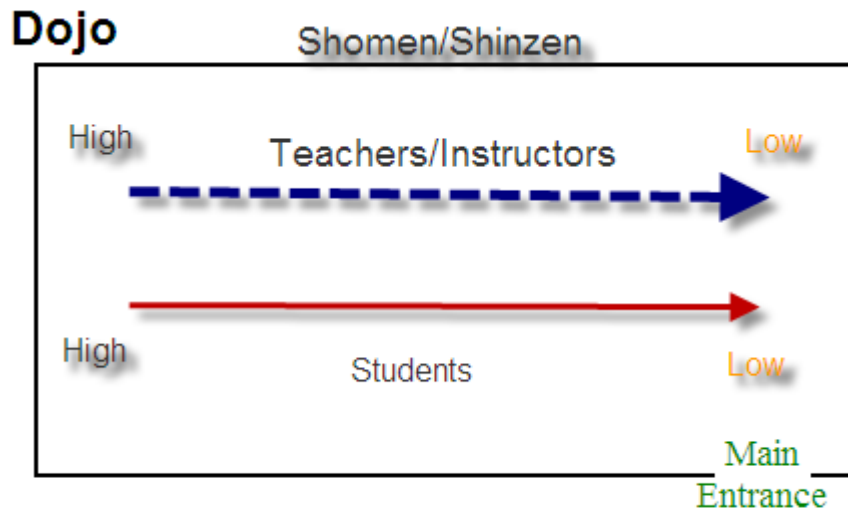 Dojo
Shomen/Shinzen
High
Low
Teachers/Instructors
High
Low
Students
Main
Entrance